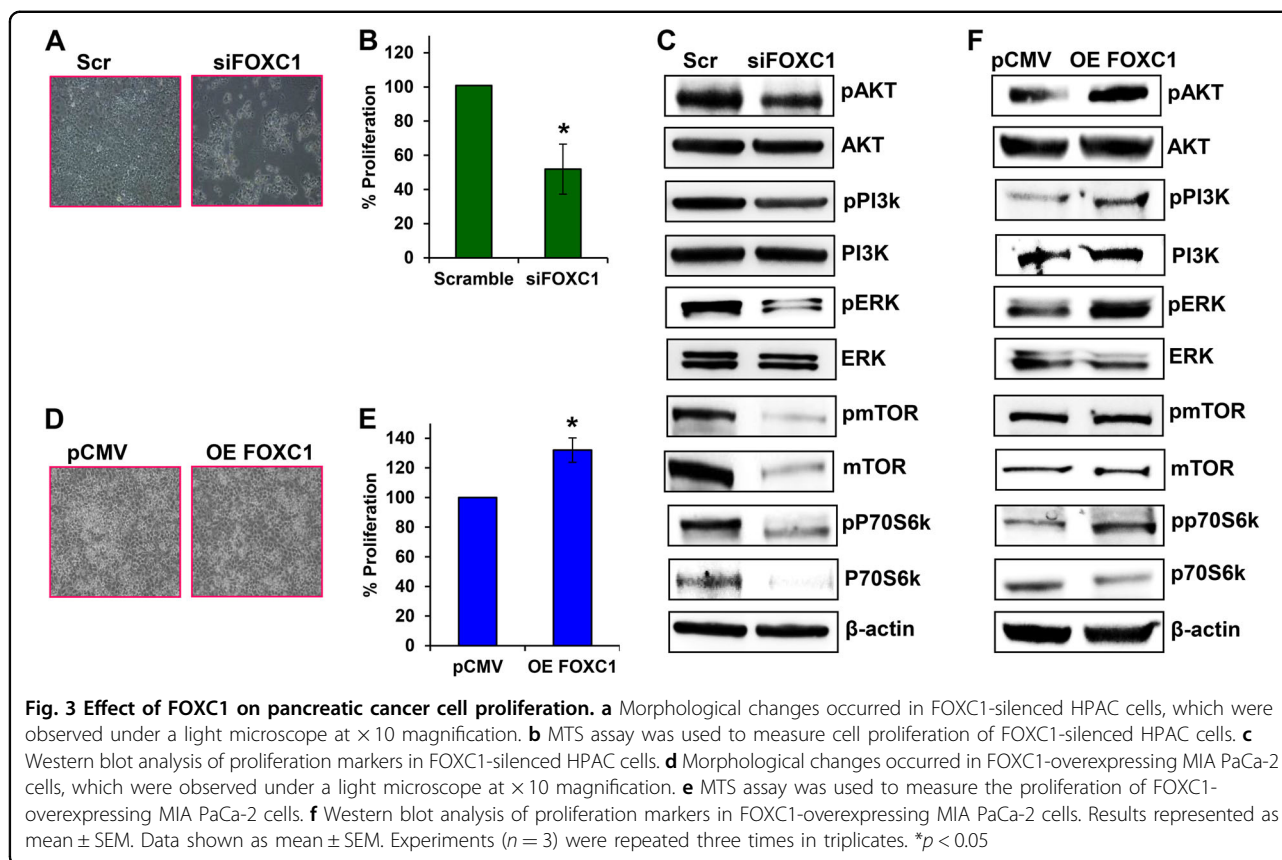 A
Scr siFOXC1
B
120
100
80
60
40
20
0
% Proliferation
*
Scramble siFOXC1
C
Scr siFOXC1
pAKT
AKT
pPI3k
PI3K
pERK
ERK
pmTOR
mTOR
pP70S6k
P70S6k
β-actin
D
pCMV OE FOXC1
E
140
120
100
80
60
40
20
0
% Proliferation
*
pCMV OE FOXC1
F
pCMV OE FOXC1
pAKT
AKT
pPI3K
PI3K
pERK
ERK
pmTOR
mTOR
pp70S6k
p70S6k
β-actin
Fig. 3 Effect of FOXC1 on pancreatic cancer cell proliferation. a Morphological changes occurred in FOXC1-silenced HPAC cells, which were
observed under a light microscope at × 10 magnification. b MTS assay was used to measure cell proliferation of FOXC1-silenced HPAC cells. c
Western blot analysis of proliferation markers in FOXC1-silenced HPAC cells. d Morphological changes occurred in FOXC1-overexpressing MIA PaCa-2
cells, which were observed under a light microscope at × 10 magnification. e MTS assay was used to measure the proliferation of FOXC1-
overexpressing MIA PaCa-2 cells. f Western blot analysis of proliferation markers in FOXC1-overexpressing MIA PaCa-2 cells. Results represented as
mean ± SEM. Data shown as mean ± SEM. Experiments (n = 3) were repeated three times in triplicates. *p < 0.05